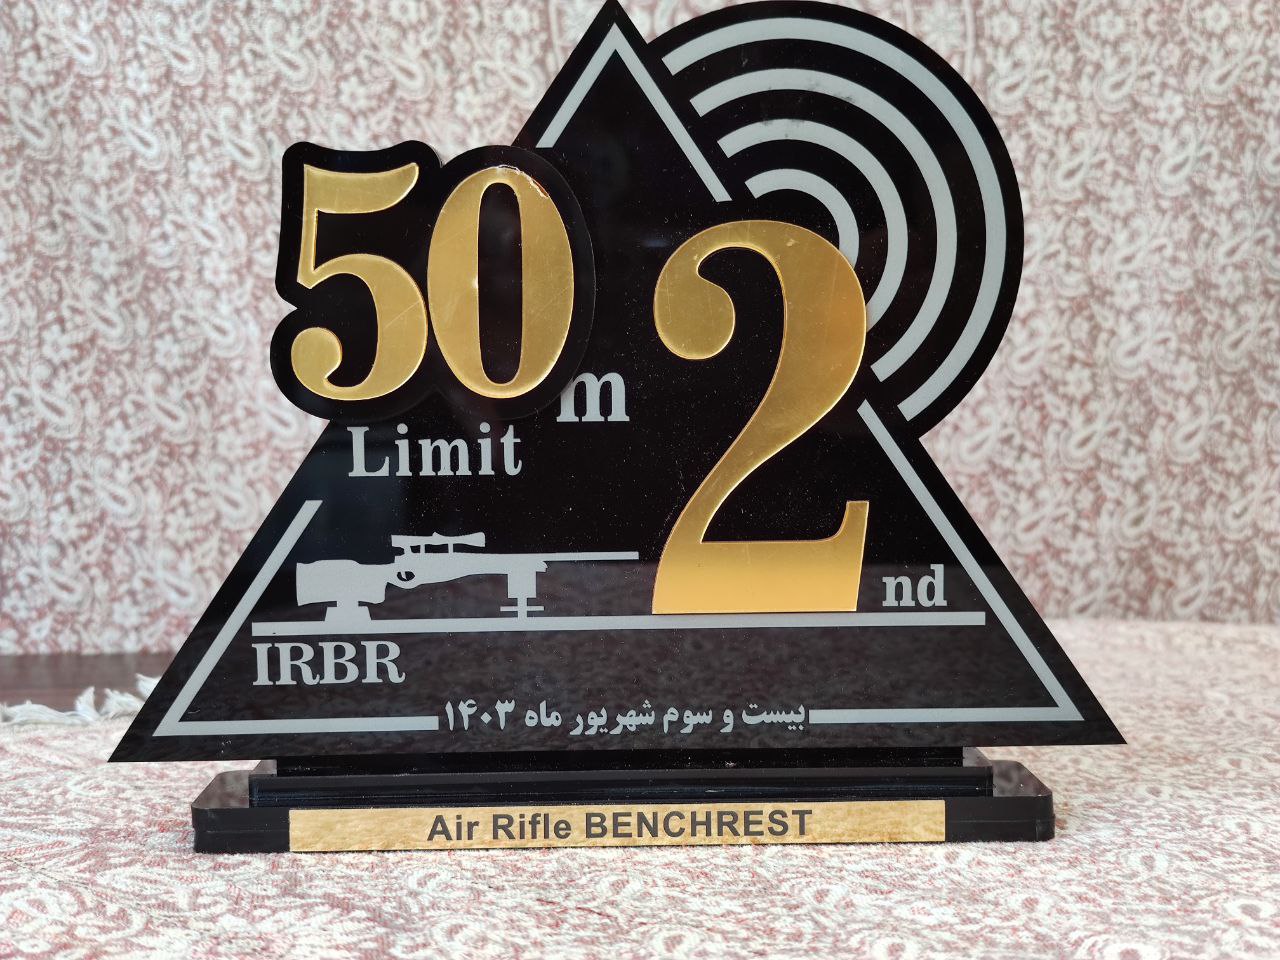 50 m
Limit
2 nd
IRBR
بیست و سوم شهریور ماه ۱۴۰۳
Air Rifle BENCHREST